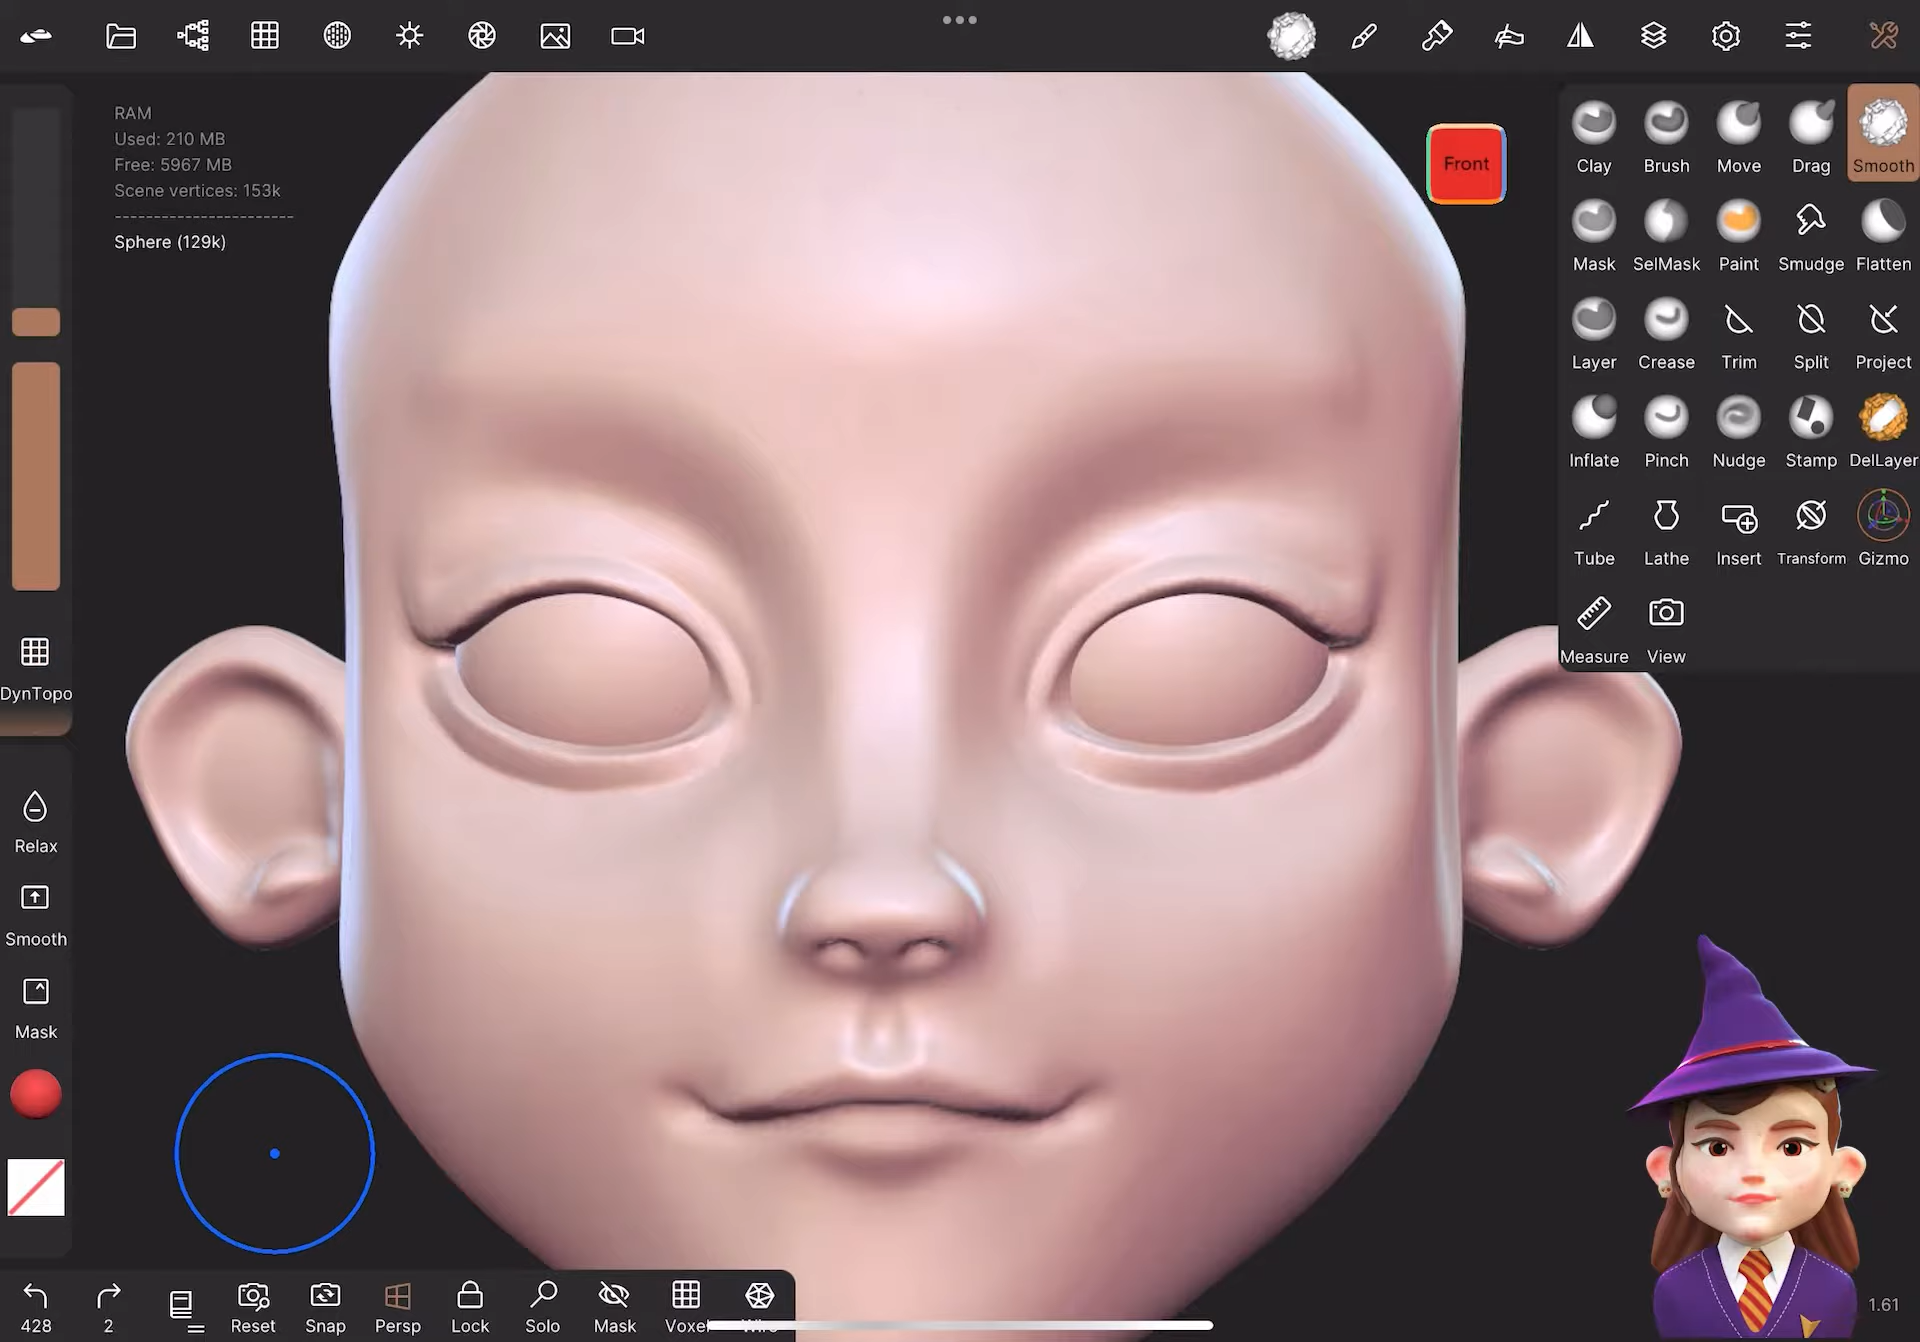 RAM
Used: 210 MB
Free: 5967 MB
Scene vertices: 153k
-----------------------
Sphere (129k)
Front
Clay Brush Move Drag Smooth
Mask SelMask Paint Smudge Flatten
Layer Crease Trim Split Project
Inflate Pinch Nudge Stamp DelLayer
Tube Lathe Insert Transform Gizmo
Measure View
DynTopo
Relax
Smooth
Mask
428 2 Reset Snap Persp Lock Solo Mask Voxel Wire
1.61